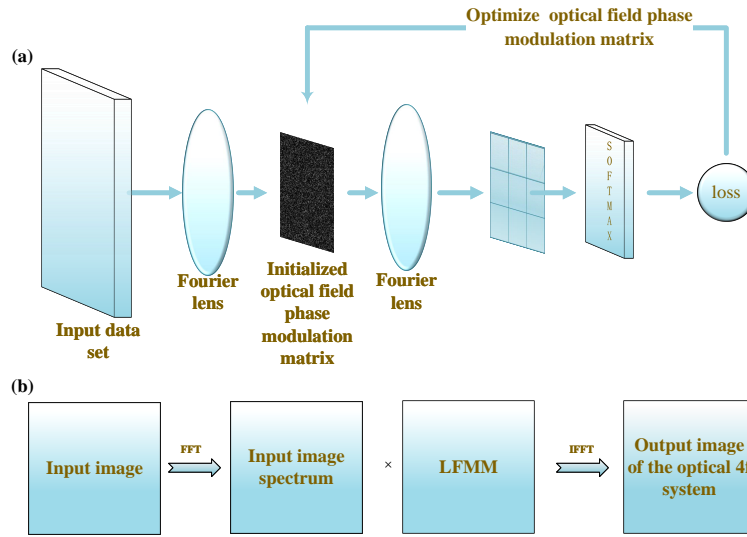 Optimize optical field phase
modulation matrix
(a)
SOFTMAX
loss
Fourier
lens
Initialized
optical field
phase
modulation
matrix
Fourier
lens
Input data
set
(b)
Input image
FFT
Input image
spectrum
×
LFMM
IFFT
Output image
of the optical 4f
system